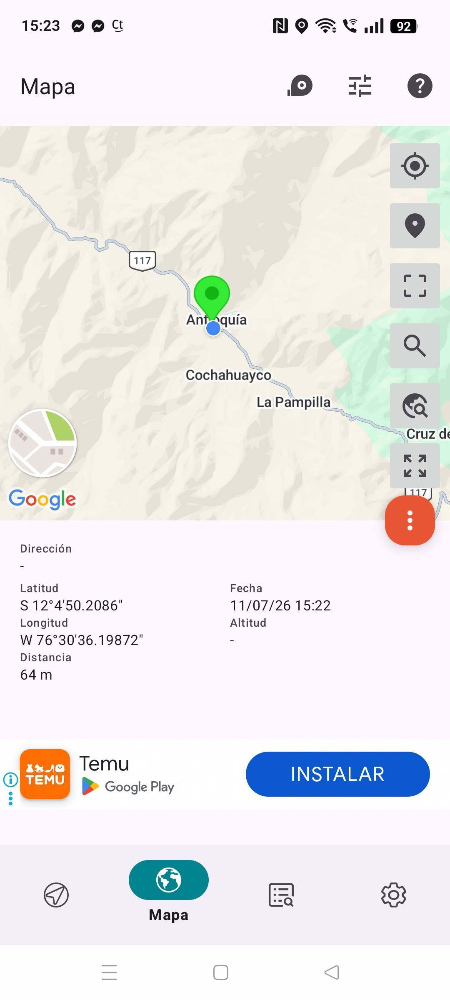 15:23 Ct 92
Mapa
117
Antioquía
Cochahuayco
La Pampilla
Cruz de
117
Google
Dirección
-
Latitud Fecha
S 12°4'50.2086" 11/07/26 15:22
Longitud Altitud
W 76°30'36.19872" -
Distancia
64 m
TEMU
Temu
Google Play
INSTALAR
Mapa